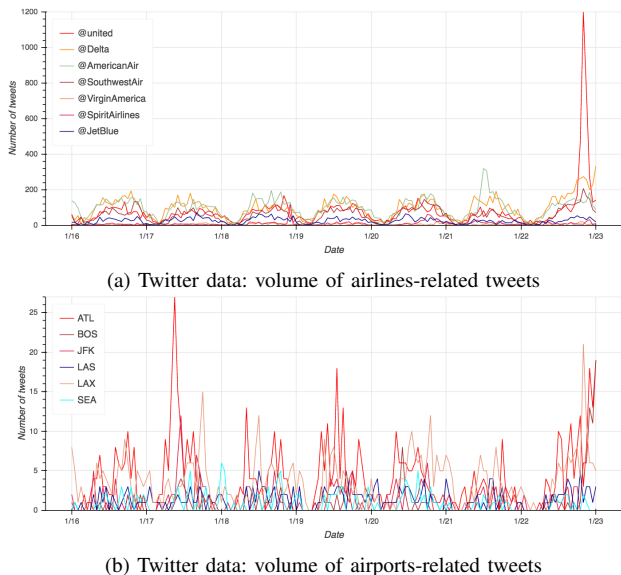 1200
1000
800
600
400
200
0
Number of tweets
@united
@Delta
@AmericanAir
@SouthwestAir
@VirginAmerica
@SpiritAirlines
@JetBlue
1/16 1/17 1/18 1/19 1/20 1/21 1/22 1/23
Date
(a) Twitter data: volume of airlines-related tweets
25
20
15
10
5
0
Number of tweets
ATL
BOS
JFK
LAS
LAX
SEA
1/16 1/17 1/18 1/19 1/20 1/21 1/22 1/23
Date
(b) Twitter data: volume of airports-related tweets